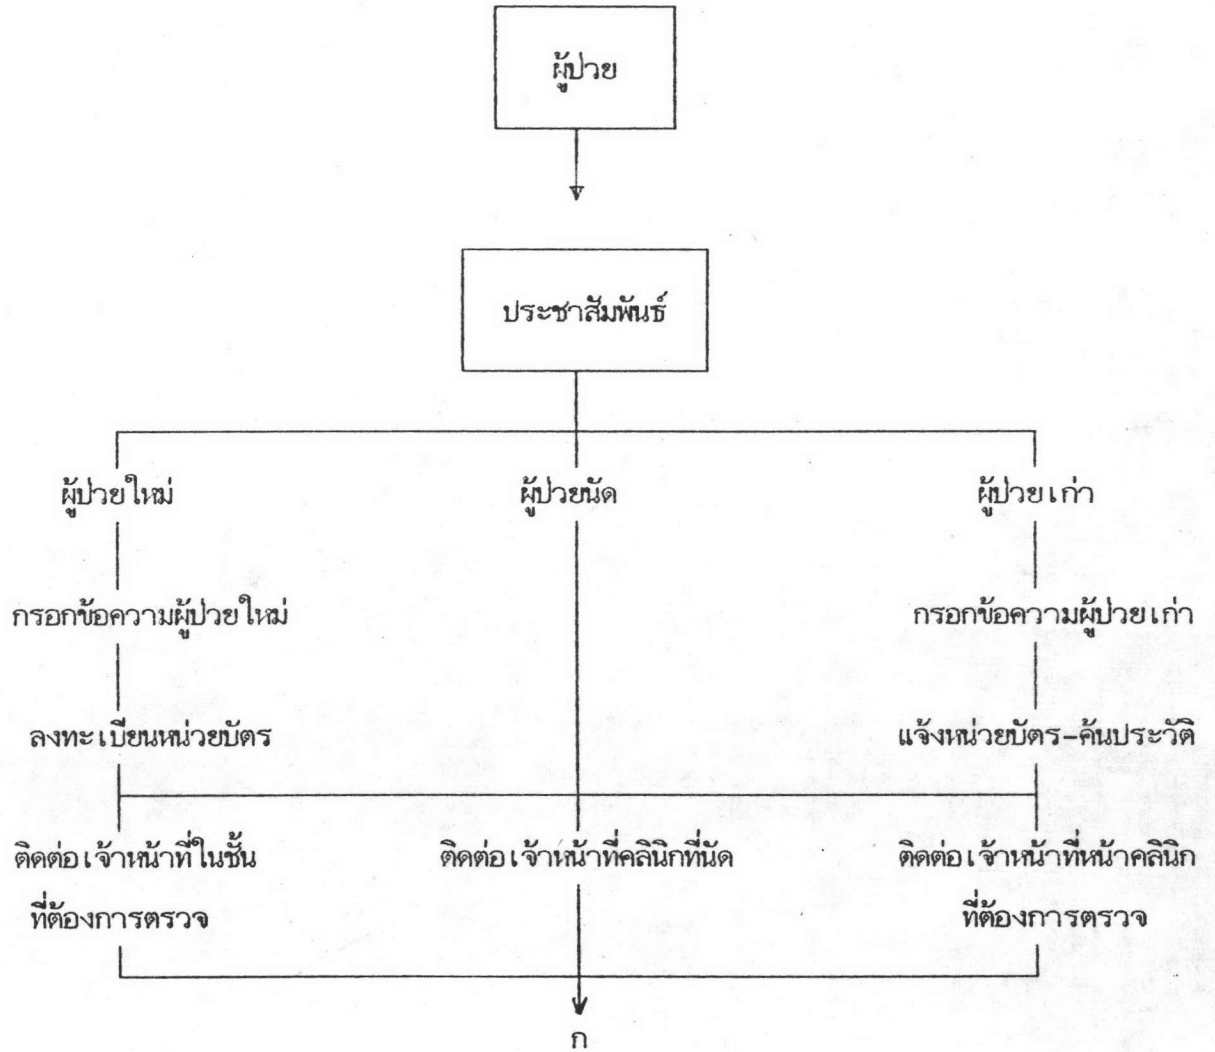 ผู้ป่วย
ประชาสัมพันธ์
ผู้ป่วยใหม่
ผู้ป่วยนัด
ผู้ป่วยเก่า
กรอกข้อความผู้ป่วยใหม่
กรอกข้อความผู้ป่วยเก่า
ลงทะเบียนหน่วยบัตร
แจ้งหน่วยบัตร-ค้นประวัติ
ติดต่อเจ้าหน้าที่ในชั้น
ที่ต้องการตรวจ
ติดต่อเจ้าหน้าที่คลินิกที่นัด
ติดต่อเจ้าหน้าที่หน้าคลินิก
ที่ต้องการตรวจ
ก